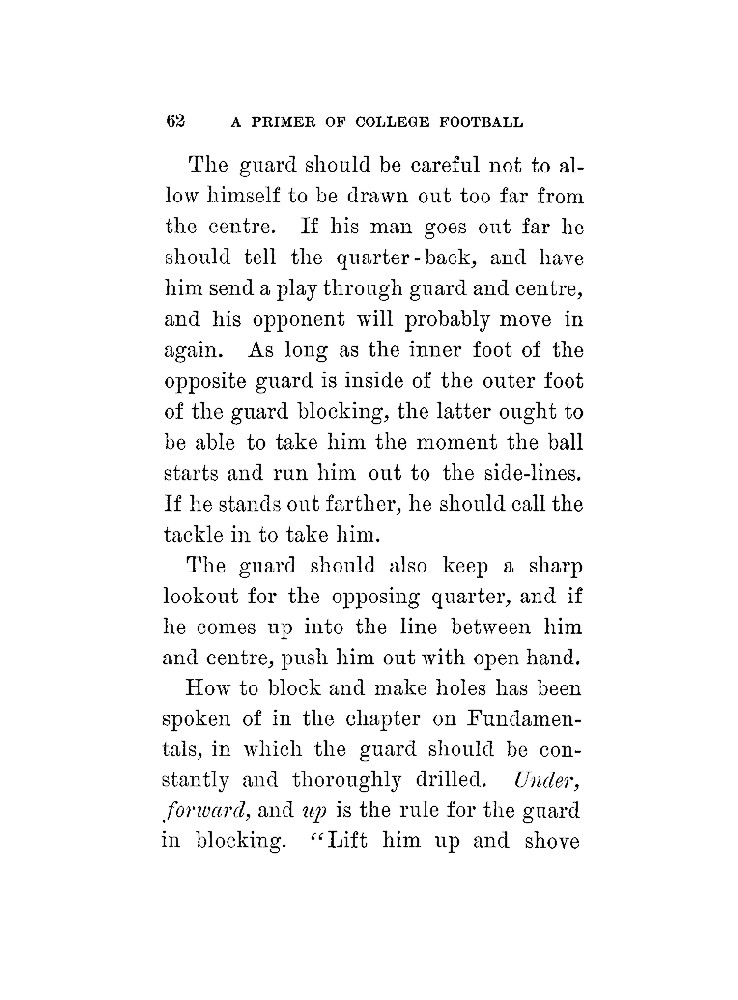 62 A PRIMER OF COLLEGE FOOTBALL
The guard should be careful not to al-
low himself to be drawn out too far from
the centre. If his man goes out far he
should tell the quarter-back, and have
him send a play through guard and centre,
and his opponent will probably move in
again. As long as the inner foot of the
opposite guard is inside of the outer foot
of the guard blocking, the latter ought to
be able to take him the moment the ball
starts and run him out to the side-lines.
If he stands out farther, he should call the
tackle in to take him.
The guard should also keep a sharp
lookout for the opposing quarter, and if
he comes up into the line between him
and centre, push him out with open hand.
How to block and make holes has been
spoken of in the chapter on Fundamen-
tals, in which the guard should be con-
stantly and thoroughly drilled. Under,
forward, and up is the rule for the guard
in blocking. “Lift him up and shove